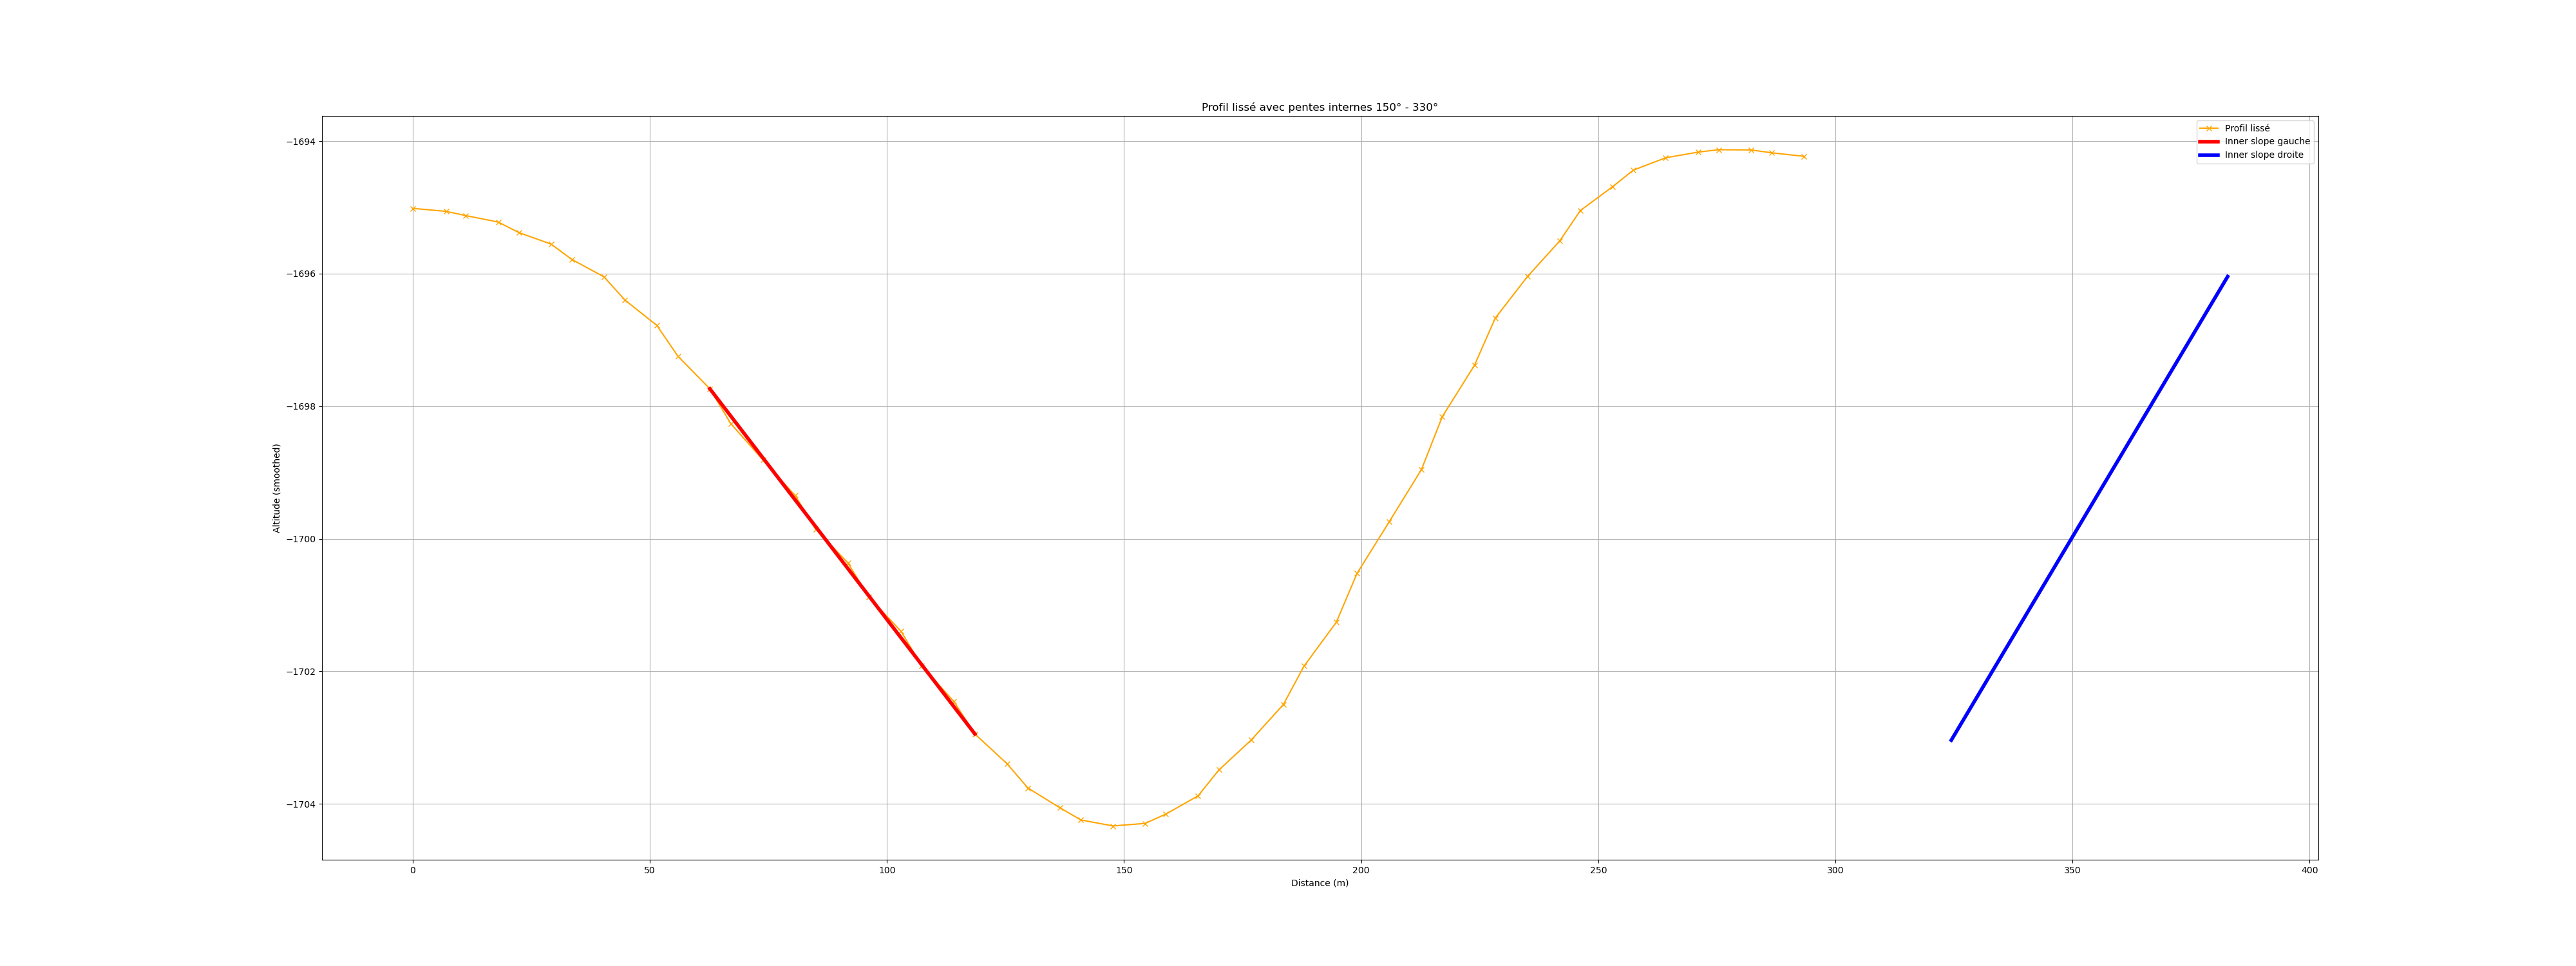 Profil lissé avec pentes internes 150° - 330°
Profil lissé
Inner slope gauche
Inner slope droite
Altitude (smoothed)
−1694
−1696
−1698
−1700
−1702
−1704
0 50 100 150 200 250 300 350 400
Distance (m)